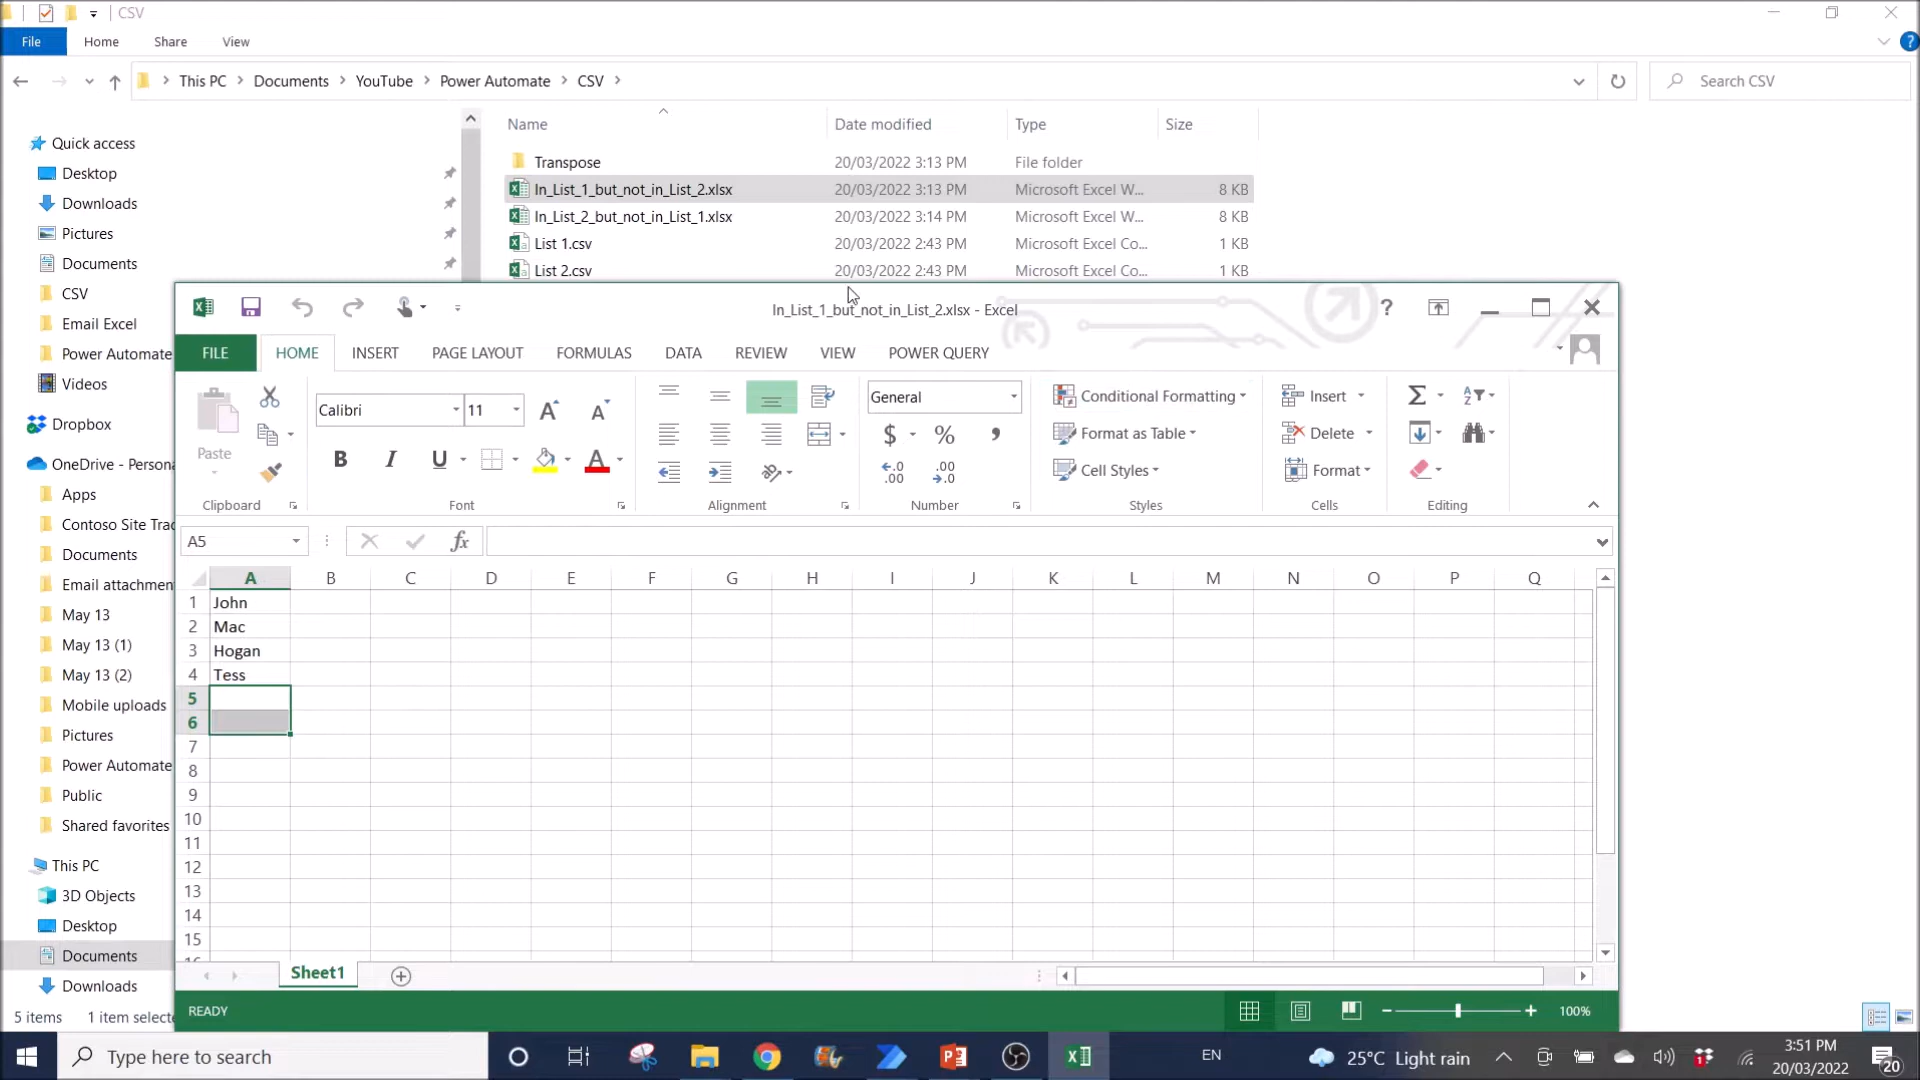 CSV
File Home Share View
This PC Documents YouTube Power Automate CSV
Search CSV
Name Date modified Type Size
Quick access
Desktop
Downloads
Pictures
Documents
CSV
Email Excel
Power Automate
Videos
Dropbox
OneDrive - Persona
Apps
Contoso Site Trac
Documents
Email attachmen
May 13
May 13 (1)
May 13 (2)
Mobile uploads
Pictures
Power Automate
Public
Shared favorites
This PC
3D Objects
Desktop
Documents
Downloads
Transpose 20/03/2022 3:13 PM File folder
In_List_1_but_not_in_List_2.xlsx 20/03/2022 3:13 PM Microsoft Excel W... 8 KB
In_List_2_but_not_in_List_1.xlsx 20/03/2022 3:14 PM Microsoft Excel W... 8 KB
List 1.csv 20/03/2022 2:43 PM Microsoft Excel Co... 1 KB
List 2.csv 20/03/2022 2:43 PM Microsoft Excel Co... 1 KB
In_List_1_but_not_in_List_2.xlsx - Excel
FILE HOME INSERT PAGE LAYOUT FORMULAS DATA REVIEW VIEW POWER QUERY
Paste
Calibri 11
B I U
General
$ %
Conditional Formatting
Format as Table
Cell Styles
Insert
Delete
Format
Clipboard Font Alignment Number Styles Cells Editing
A5
fx
A B C D E F G H I J K L M N O P Q
1 John
2 Mac
3 Hogan
4 Tess
5
6
7
8
9
10
11
12
13
14
15
Sheet1
READY
100%
5 items 1 item selecte
Type here to search
EN
25°C Light rain
3:51 PM
20/03/2022
20